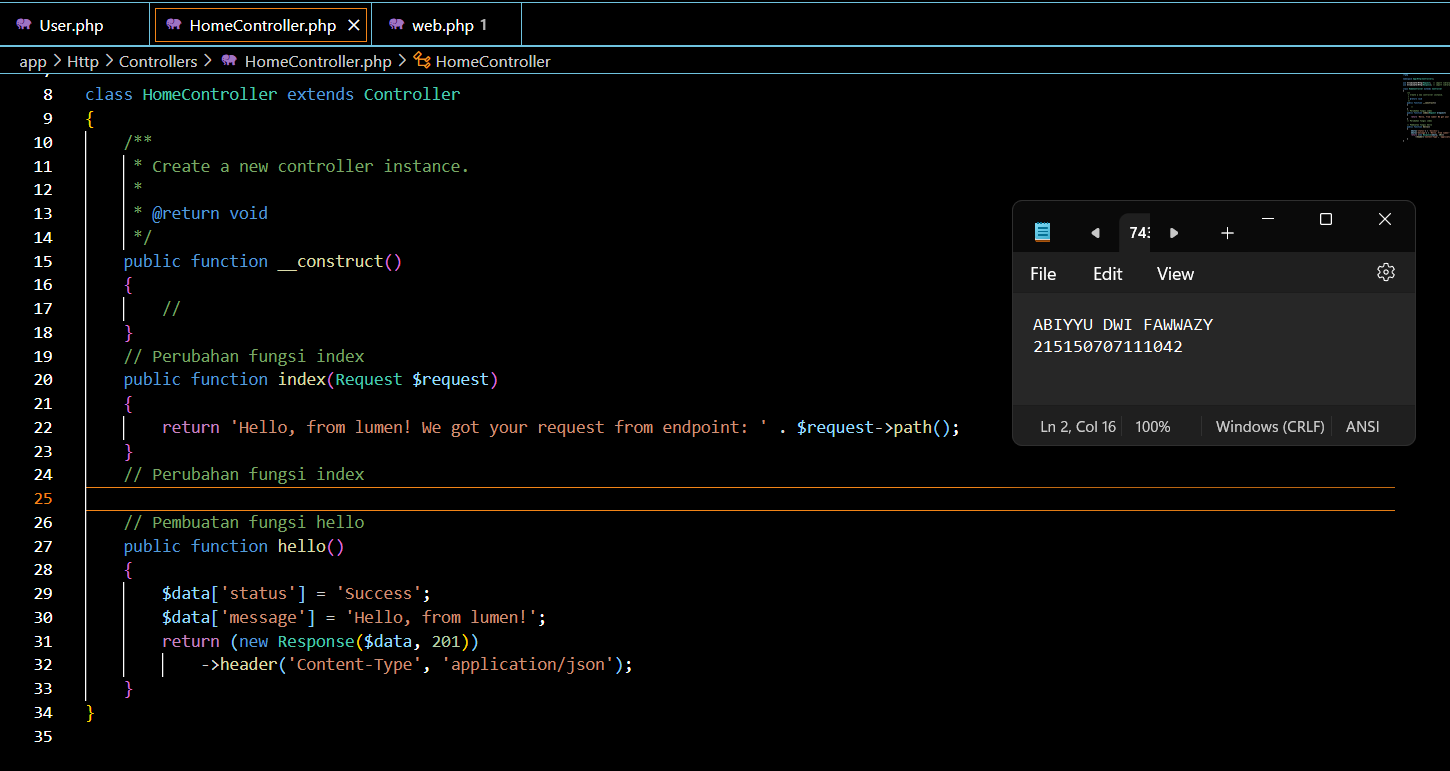 User.php
HomeController.php
web.php 1
app > Http > Controllers > HomeController.php > HomeController
8 class HomeController extends Controller
9 {
10 /**
11 * Create a new controller instance.
12 *
13 * @return void
14 */
15 public function __construct()
16 {
17 //
18 }
19 // Perubahan fungsi index
20 public function index(Request $request)
21 {
22 return 'Hello, from lumen! We got your request from endpoint: ' . $request->path();
23 }
24 // Perubahan fungsi index
25
26 // Pembuatan fungsi hello
27 public function hello()
28 {
29 $data['status'] = 'Success';
30 $data['message'] = 'Hello, from lumen!';
31 return (new Response($data, 201))
32 ->header('Content-Type', 'application/json');
33 }
34 }
35
File Edit View
ABIYYU DWI FAWWAZY
215150707111042
Ln 2, Col 16 100% Windows (CRLF) ANSI